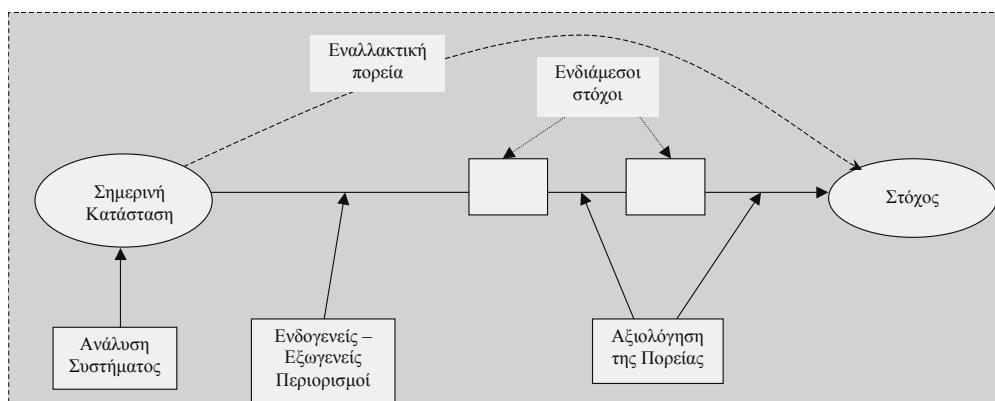 Εναλλακτική
πορεία
Ενδιάμεσοι
στόχοι
Σημερινή
Κατάσταση
Στόχος
Ανάλυση
Συστήματος
Ενδογενείς –
Εξωγενείς
Περιορισμοί
Αξιολόγηση
της Πορείας